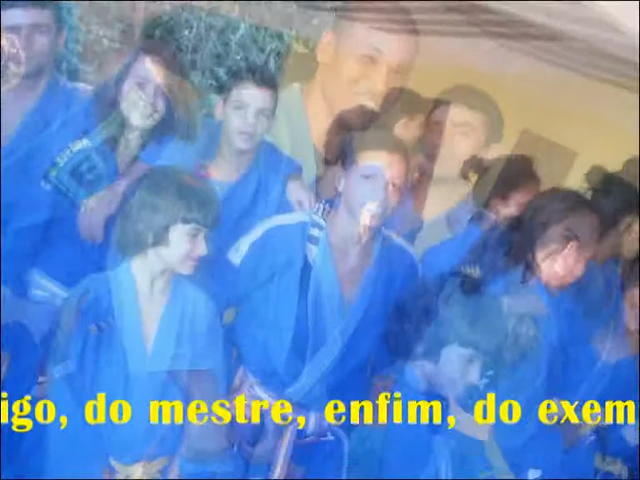 igo, do mestre, enfim, do exem